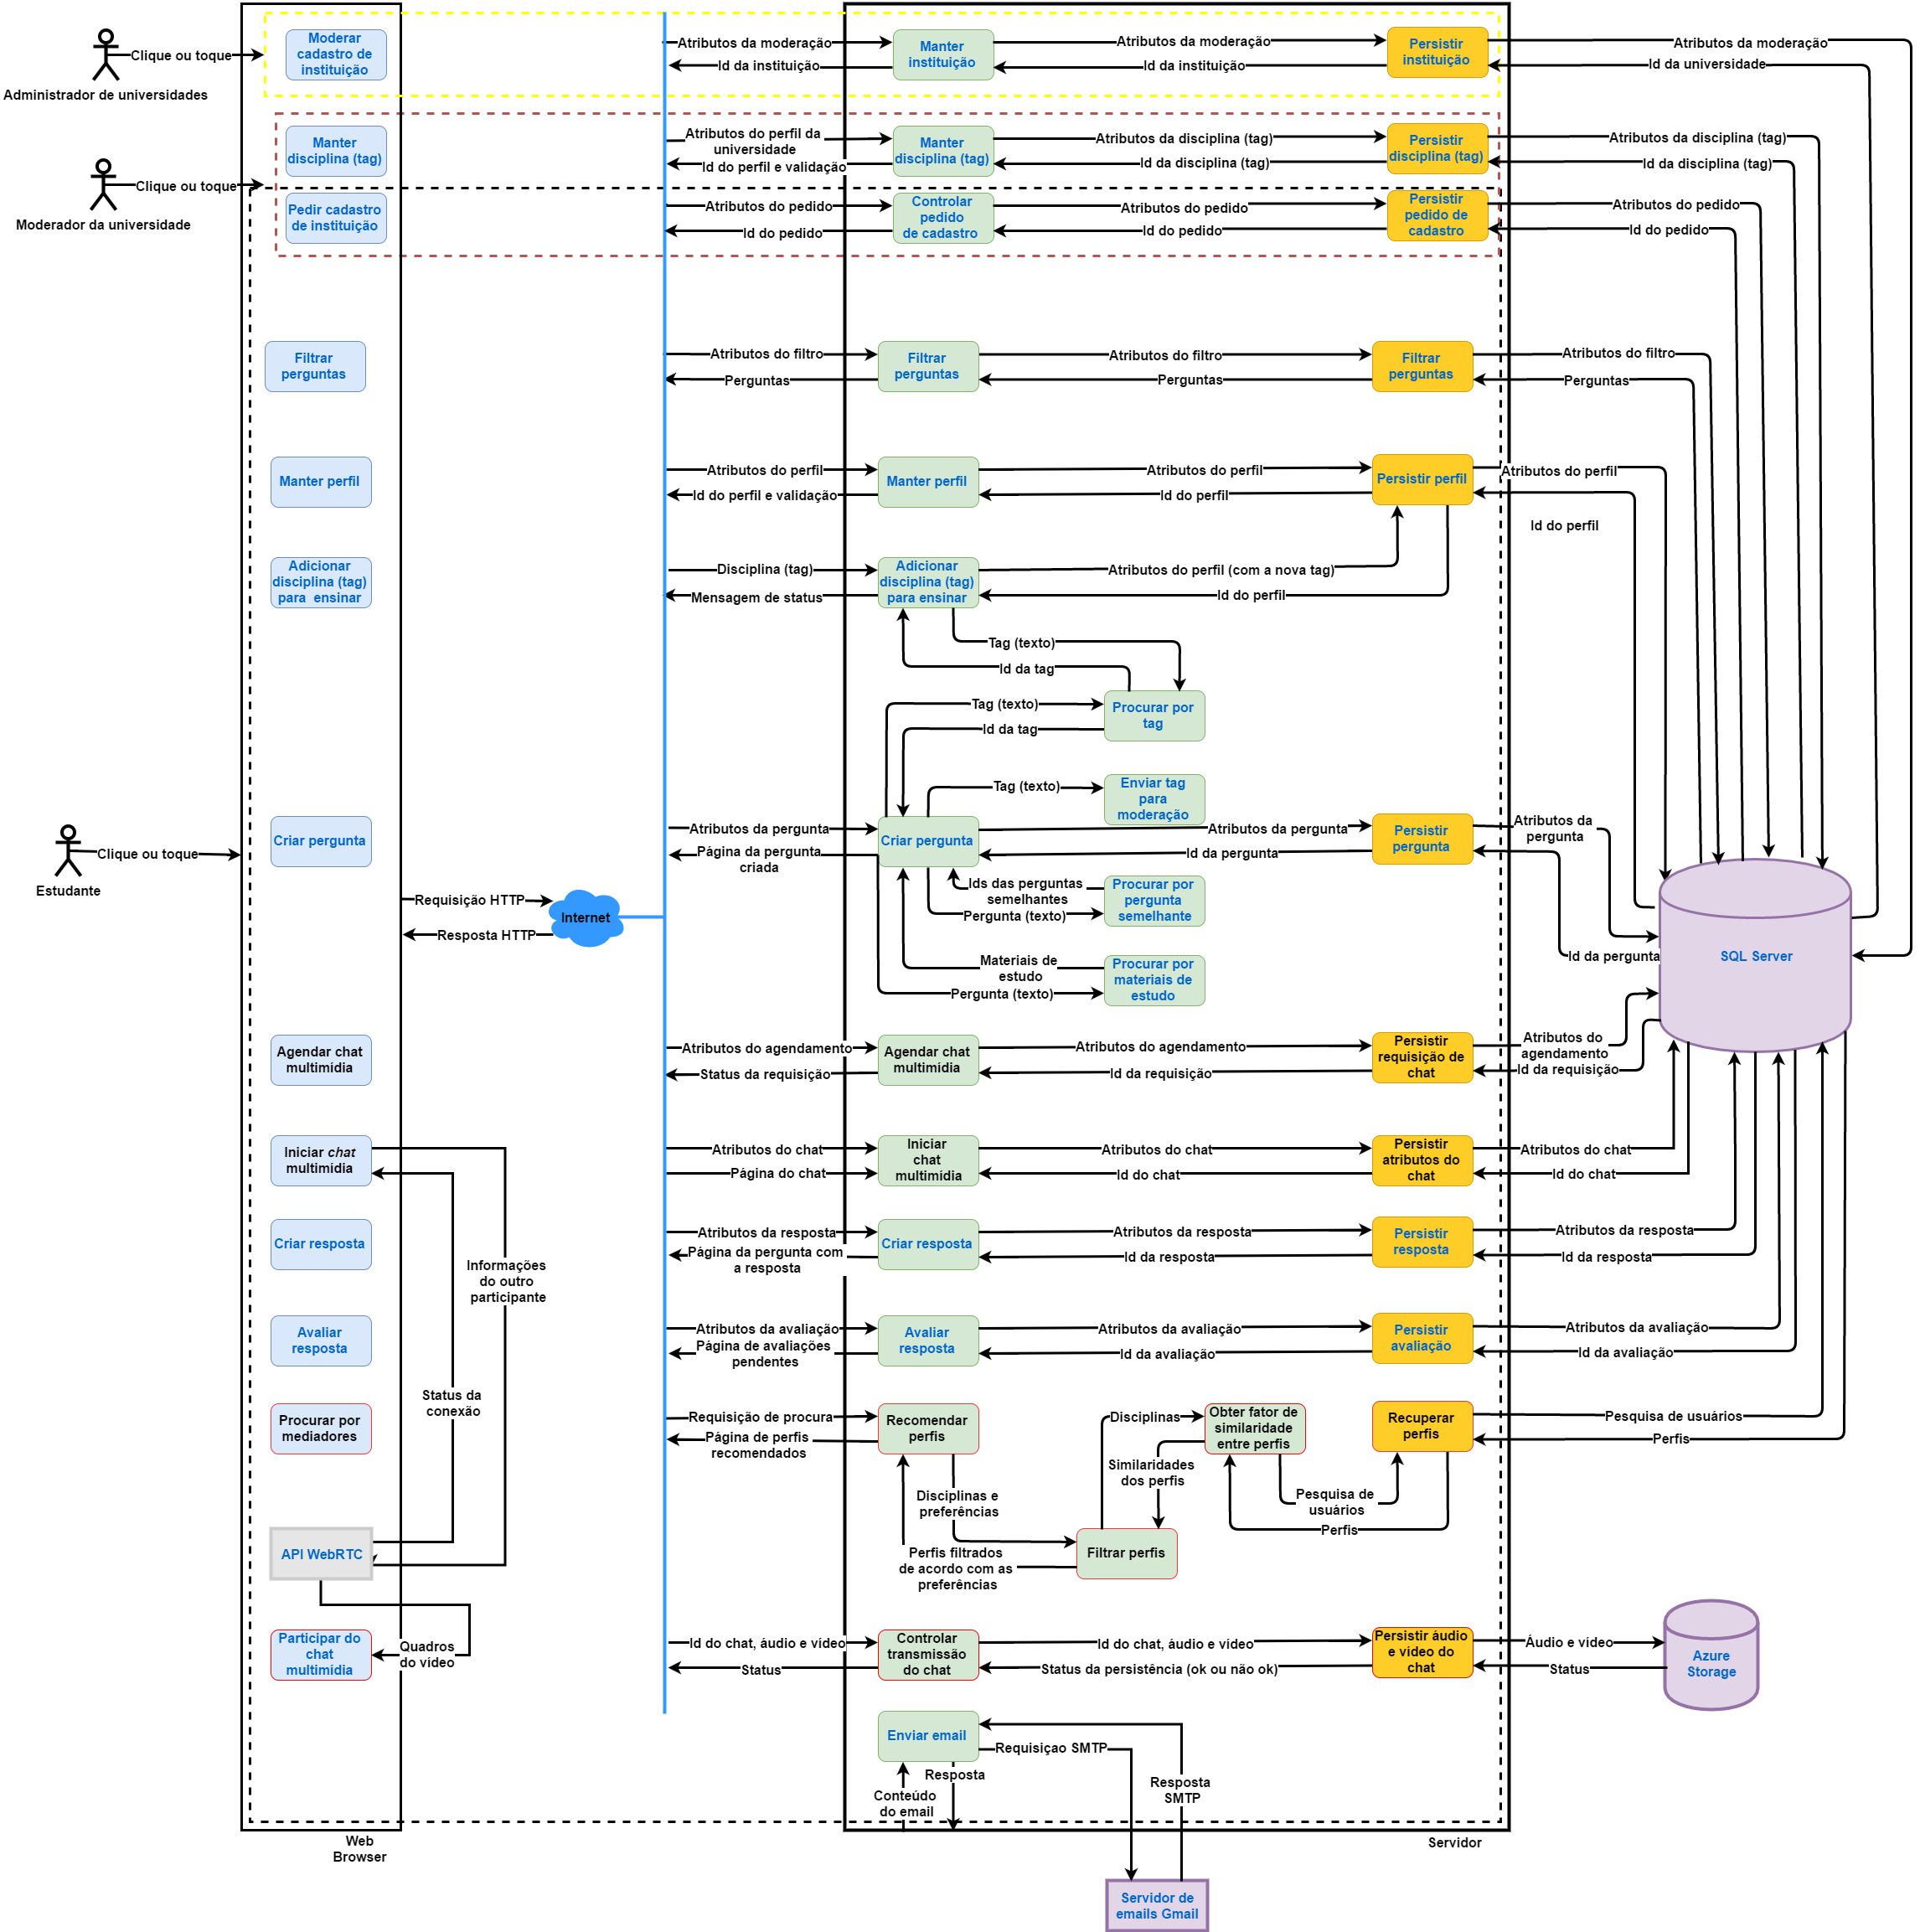 Moderar
cadastro de
instituição
Clique ou toque
Administrador de universidades
Atributos da moderação
Id da instituição
Manter
instituição
Atributos da moderação
Id da instituição
Persistir
instituição
Atributos da moderação
Id da universidade
Manter
disciplina (tag)
Clique ou toque
Moderador da universidade
Atributos do perfil da
universidade
Id do perfil e validação
Manter
disciplina (tag)
Atributos da disciplina (tag)
Id da disciplina (tag)
Persistir
disciplina (tag)
Atributos da disciplina (tag)
Id da disciplina (tag)
Pedir cadastro
de instituição
Atributos do pedido
Id do pedido
Controlar
pedido
de cadastro
Atributos do pedido
Id do pedido
Persistir
pedido de
cadastro
Atributos do pedido
Id do pedido
Filtrar
perguntas
Atributos do filtro
Perguntas
Filtrar
perguntas
Atributos do filtro
Perguntas
Filtrar
perguntas
Atributos do filtro
Perguntas
Manter perfil
Atributos do perfil
Id do perfil e validação
Manter perfil
Atributos do perfil
Id do perfil
Persistir perfil
Atributos do perfil
Id do perfil
Adicionar
disciplina (tag)
para ensinar
Disciplina (tag)
Mensagem de status
Adicionar
disciplina (tag)
para ensinar
Atributos do perfil (com a nova tag)
Id do perfil
Tag (texto)
Id da tag
Tag (texto)
Id da tag
Procurar por
tag
Tag (texto)
Enviar tag
para
moderação
Clique ou toque
Estudante
Criar pergunta
Atributos da pergunta
Página da pergunta
criada
Criar pergunta
Atributos da pergunta
Id da pergunta
Persistir
pergunta
Atributos da
pergunta
Id da pergunta
Ids das perguntas
semelhantes
Pergunta (texto)
Procurar por
pergunta
semelhante
Requisição HTTP
Resposta HTTP
Internet
SQL Server
Materiais de
estudo
Pergunta (texto)
Procurar por
materiais de
estudo
Agendar chat
multimídia
Atributos do agendamento
Status da requisição
Agendar chat
multimídia
Atributos do agendamento
Id da requisição
Persistir
requisição de
chat
Atributos do
agendamento
Id da requisição
Iniciar chat
multimídia
Atributos do chat
Página do chat
Iniciar
chat
multimídia
Atributos do chat
Id do chat
Persistir
atributos do
chat
Atributos do chat
Id do chat
Criar resposta
Informações
do outro
participante
Atributos da resposta
Página da pergunta com
a resposta
Criar resposta
Atributos da resposta
Id da resposta
Persistir
resposta
Atributos da resposta
Id da resposta
Avaliar
resposta
Atributos da avaliação
Página de avaliações
pendentes
Avaliar
resposta
Atributos da avaliação
Id da avaliação
Persistir
avaliação
Atributos da avaliação
Id da avaliação
Status da
conexão
Procurar por
mediadores
Requisição de procura
Página de perfis
recomendados
Recomendar
perfis
Disciplinas
Similaridades
dos perfis
Obter fator de
similaridade
entre perfis
Recuperar
perfis
Pesquisa de usuários
Perfis
Disciplinas e
preferências
Pesquisa de
usuários
Perfis
API WebRTC
Perfis filtrados
de acordo com as
preferências
Filtrar perfis
Participar do
chat
multimídia
Quadros
do vídeo
Id do chat, áudio e vídeo
Status
Controlar
transmissão
do chat
Id do chat, áudio e vídeo
Status da persistência (ok ou não ok)
Persistir áudio
e vídeo do
chat
Áudio e vídeo
Status
Azure
Storage
Enviar email
Requisiçao SMTP
Resposta
Conteúdo
do email
Resposta
SMTP
Web
Browser
Servidor
Servidor de
emails Gmail